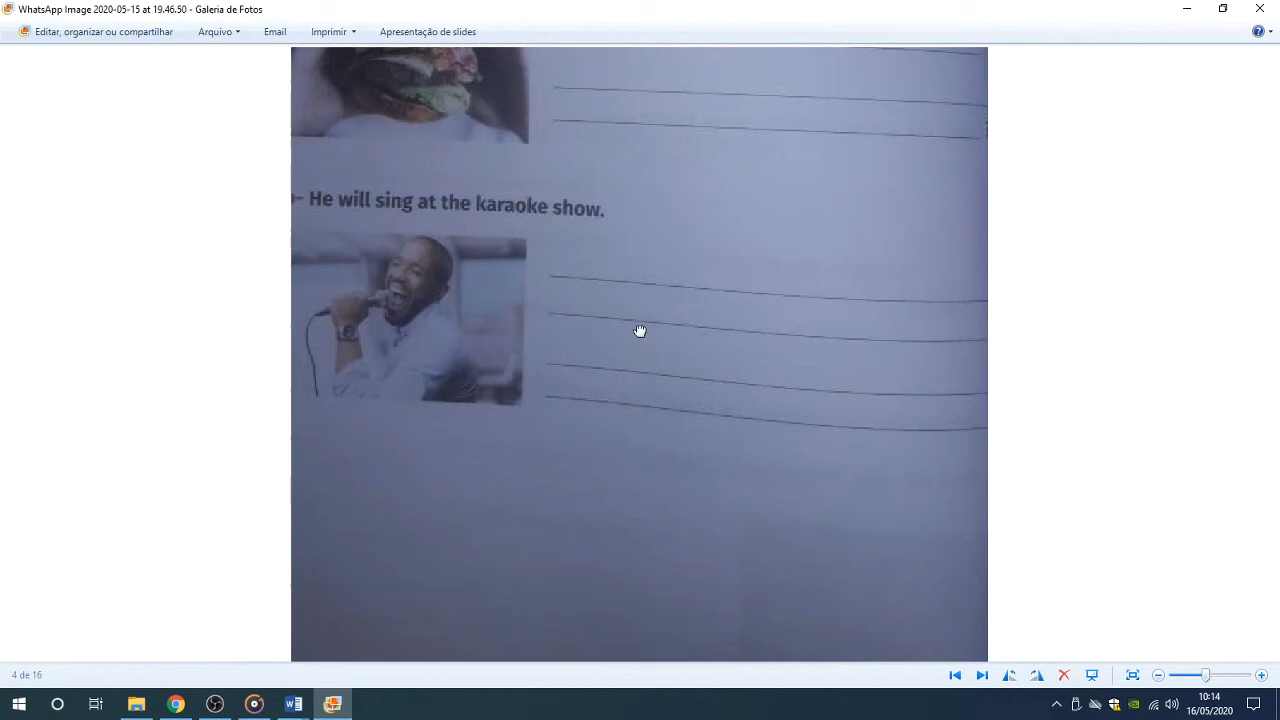 WhatsApp Image 2020-05-15 at 19.46.50 - Galeria de Fotos
Editar, organizar ou compartilhar Arquivo Email Imprimir Apresentação de slides
He will sing at the karaoke show.
4 de 16
10:14
16/05/2020